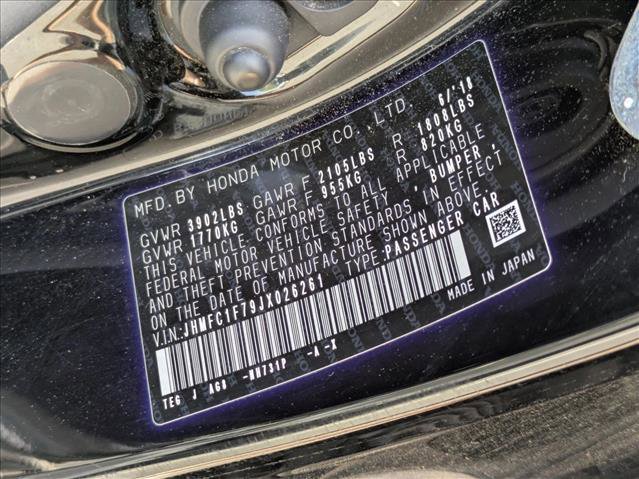 MFD. BY HONDA MOTOR CO., LTD. 6/'18
GVWR 3902LBS GAWR F 2105LBS R 1808LBS
GVWR 1770KG GAWR F 955KG R 820KG
THIS VEHICLE CONFORMS TO ALL APPLICABLE
FEDERAL MOTOR VEHICLE SAFETY, BUMPER,
AND THEFT PREVENTION STANDARDS IN EFFECT
ON THE DATE OF MANUFACTURE SHOWN ABOVE.
V.I.N: JHMFC1F79JX026261 TYPE: PASSENGER CAR
TEG J AG8 -NH731P -A-X
MADE IN JAPAN